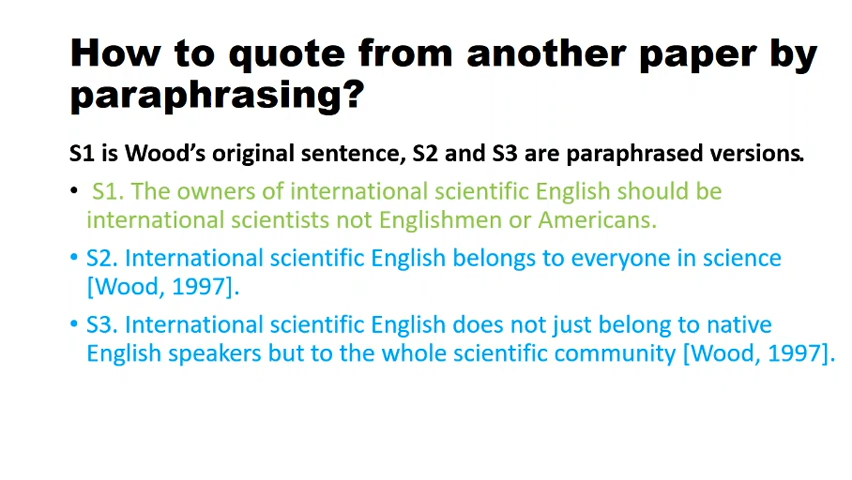 How to quote from another paper by
paraphrasing?
S1 is Wood’s original sentence, S2 and S3 are paraphrased versions.
• S1. The owners of international scientific English should be
international scientists not Englishmen or Americans.
• S2. International scientific English belongs to everyone in science
[Wood, 1997].
• S3. International scientific English does not just belong to native
English speakers but to the whole scientific community [Wood, 1997].